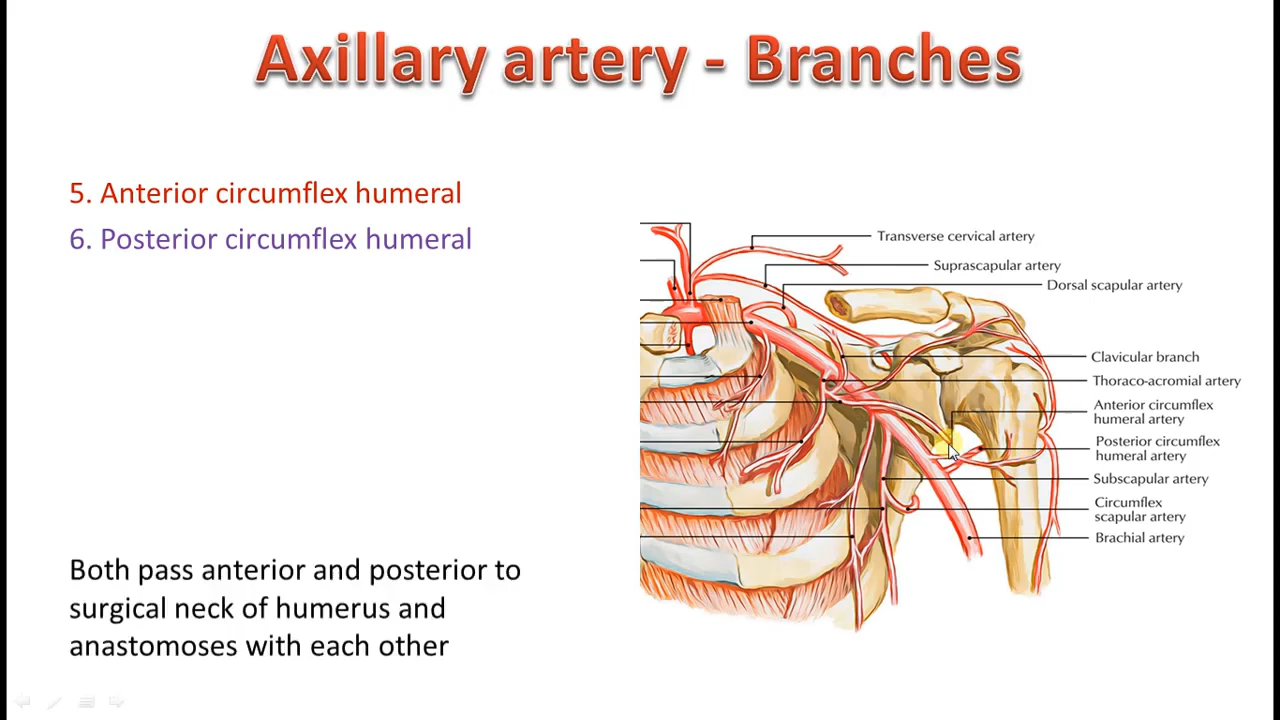 Axillary artery - Branches
5. Anterior circumflex humeral
6. Posterior circumflex humeral
Transverse cervical artery
Suprascapular artery
Dorsal scapular artery
Clavicular branch
Thoraco-acromial artery
Anterior circumflex
humeral artery
Posterior circumflex
humeral artery
Subscapular artery
Circumflex
scapular artery
Brachial artery
Both pass anterior and posterior to
surgical neck of humerus and
anastomoses with each other